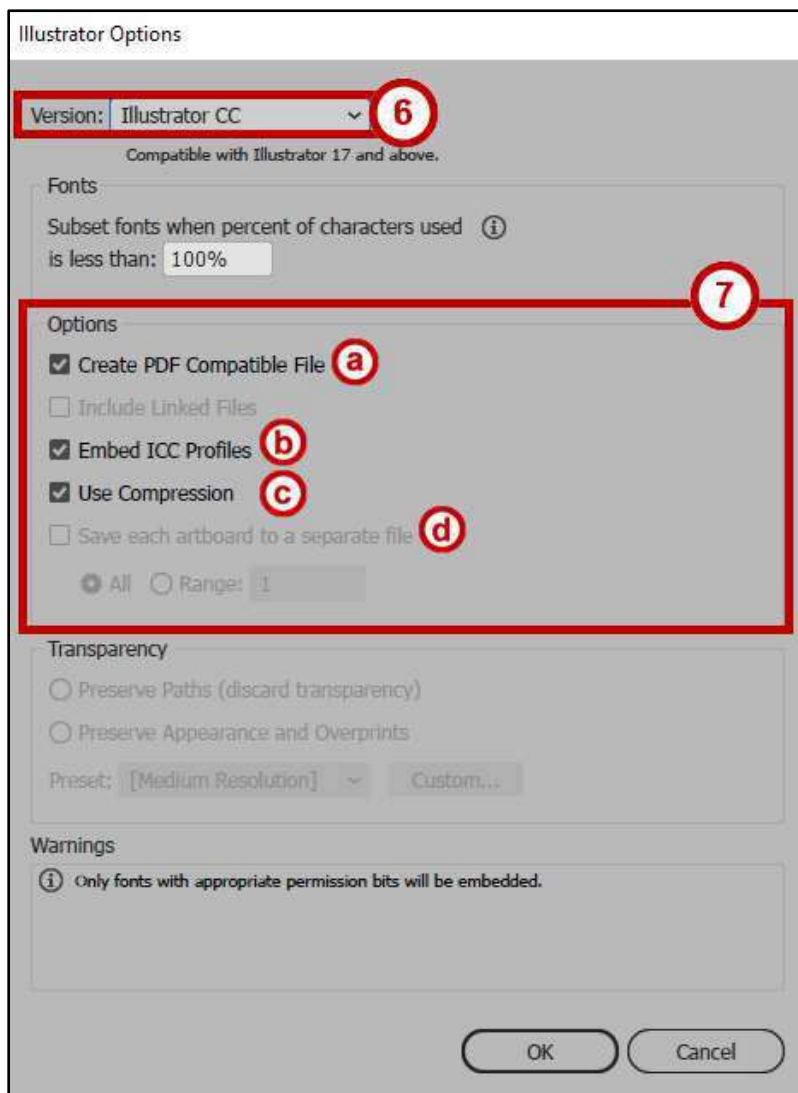 Illustrator Options
Version: Illustrator CC 6
Compatible with Illustrator 17 and above.
Fonts
Subset fonts when percent of characters used
is less than: 100%
7
Options
Create PDF Compatible File a
Include Linked Files
Embed ICC Profiles b
Use Compression c
Save each artboard to a separate file d
All Range: 1
Transparency
Preserve Paths (discard transparency)
Preserve Appearance and Overprints
Preset: [Medium Resolution] Custom...
Warnings
Only fonts with appropriate permission bits will be embedded.
OK Cancel